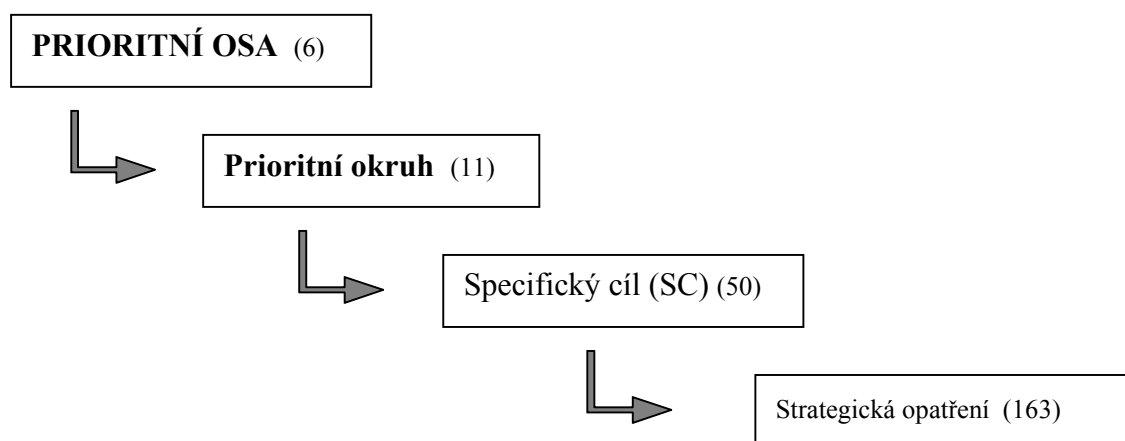 PRIORITNÍ OSA (6)
Prioritní okruh (11)
Specifický cíl (SC) (50)
Strategická opatření (163)